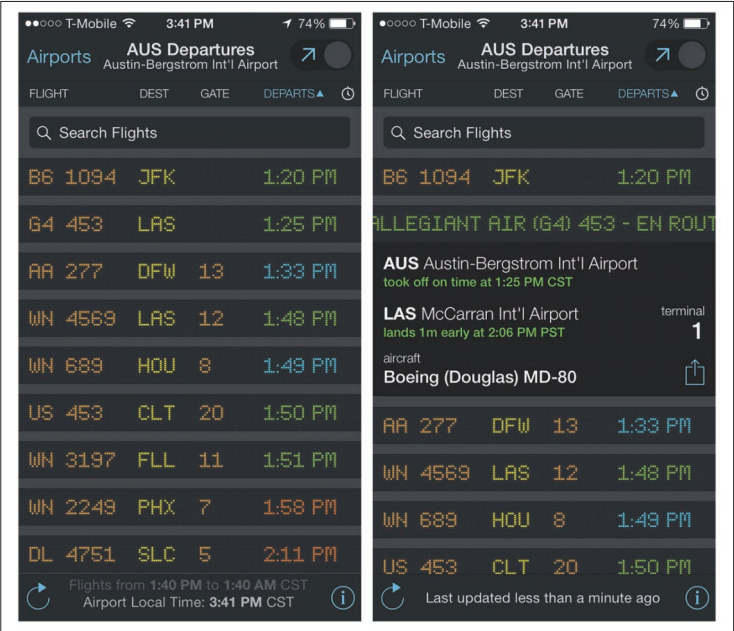 ●●○○○ T-Mobile 3:41 PM 74%
Airports AUS Departures
Austin-Bergstrom Int'l Airport
FLIGHT DEST GATE DEPARTS▲
Search Flights
B6 1094 JFK 1:20 PM
G4 453 LAS 1:25 PM
AA 277 DFW 13 1:33 PM
WN 4569 LAS 12 1:48 PM
WN 689 HOU 8 1:49 PM
US 453 CLT 20 1:50 PM
WN 3197 FLL 11 1:51 PM
WN 2249 PHX 7 1:58 PM
DL 4751 SLC 5 2:11 PM
Flights from 1:40 PM to 1:40 AM CST
Airport Local Time: 3:41 PM CST
●○○○○ T-Mobile 3:41 PM 74%
Airports AUS Departures
Austin-Bergstrom Int'l Airport
FLIGHT DEST GATE DEPARTS▲
Search Flights
B6 1094 JFK 1:20 PM
ALLEGIANT AIR (G4) 453 - EN ROUT
AUS Austin-Bergstrom Int'l Airport
took off on time at 1:25 PM CST
LAS McCarran Int'l Airport terminal
lands 1m early at 2:06 PM PST 1
aircraft
Boeing (Douglas) MD-80
AA 277 DFW 13 1:33 PM
WN 4569 LAS 12 1:48 PM
WN 689 HOU 8 1:49 PM
US 453 CLT 20 1:50 PM
Last updated less than a minute ago